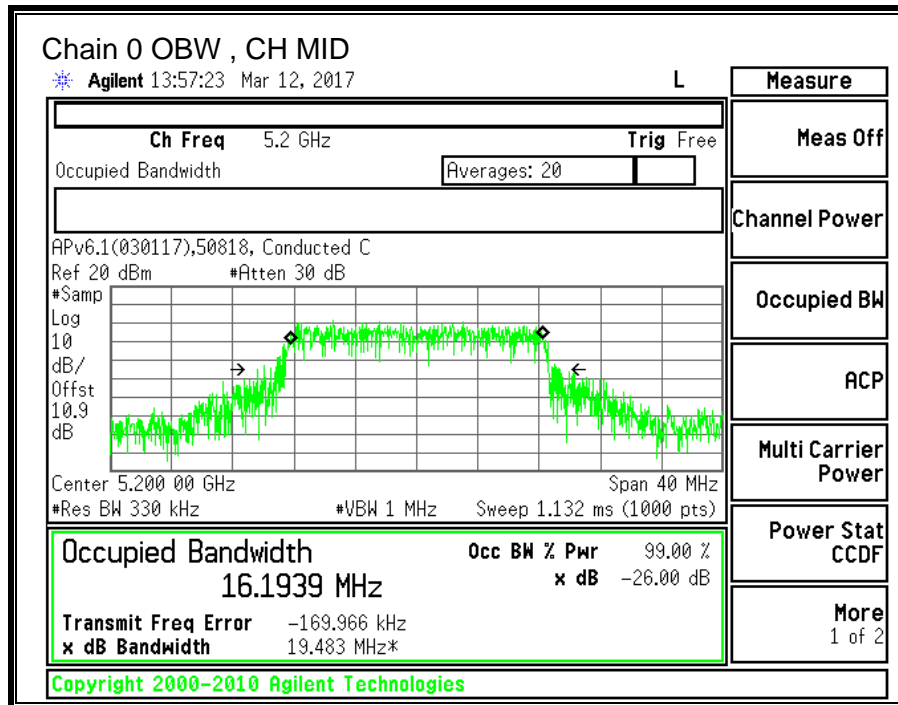 Chain 0 OBW , CH MID
Agilent 13:57:23 Mar 12, 2017 L
Measure
Ch Freq 5.2 GHz Trig Free
Occupied Bandwidth Averages: 20
APv6.1(030117),50818, Conducted C
Ref 20 dBm #Atten 30 dB
#Samp
Log
10
dB/
Offst
10.9
dB
Center 5.200 00 GHz Span 40 MHz
#Res BW 330 kHz #VBW 1 MHz Sweep 1.132 ms (1000 pts)
Occupied Bandwidth Occ BW % Pwr 99.00 %
16.1939 MHz x dB -26.00 dB
Transmit Freq Error -169.966 kHz
x dB Bandwidth 19.483 MHz*
Copyright 2000-2010 Agilent Technologies
Meas Off
Channel Power
Occupied BW
ACP
Multi Carrier
Power
Power Stat
CCDF
More
1 of 2